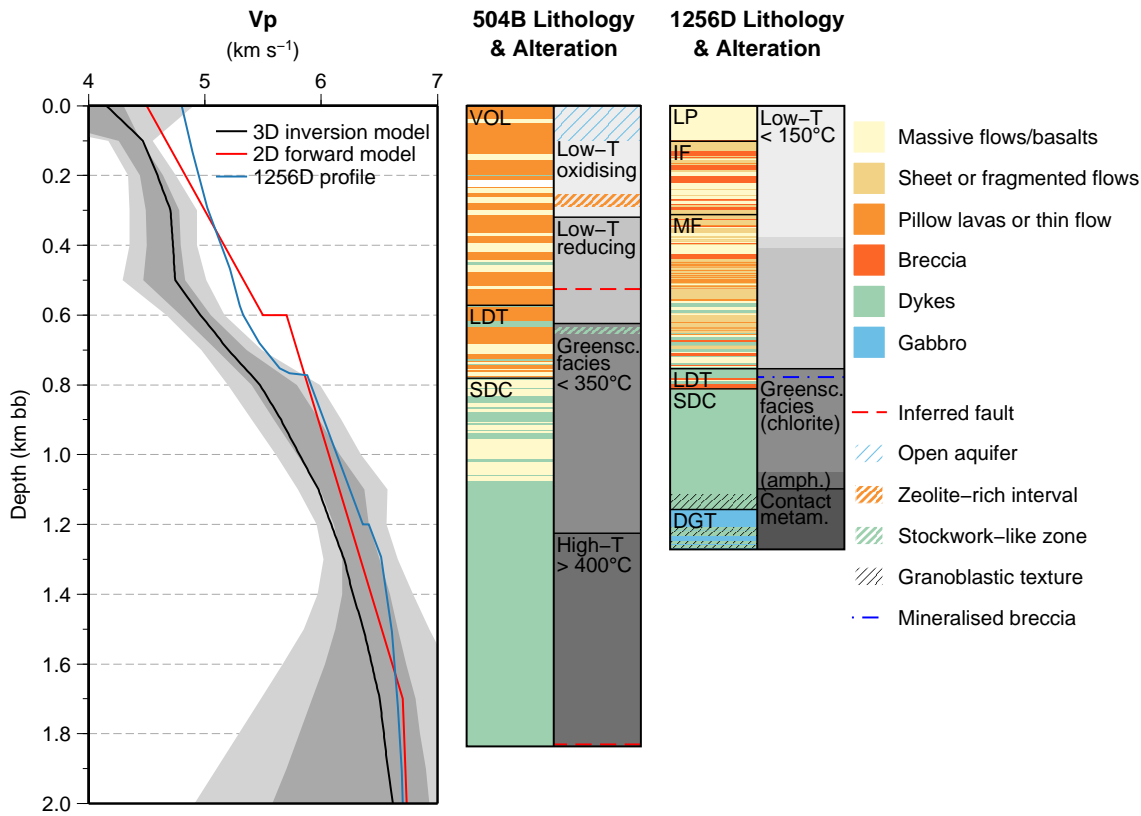 Vp
(km s⁻¹)
4 5 6 7
Depth (km bb)
0.0
0.2
0.4
0.6
0.8
1.0
1.2
1.4
1.6
1.8
2.0
3D inversion model
2D forward model
1256D profile
504B Lithology
& Alteration
VOL
LDT
SDC
Low−T
oxidising
Low−T
reducing
Greensc.
facies
< 350°C
High−T
> 400°C
1256D Lithology
& Alteration
LP
IF
MF
LDT
SDC
DGT
Low−T
< 150°C
Greensc.
facies
(chlorite)
(amph.)
Contact
metam.
Massive flows/basalts
Sheet or fragmented flows
Pillow lavas or thin flow
Breccia
Dykes
Gabbro
Inferred fault
Open aquifer
Zeolite−rich interval
Stockwork−like zone
Granoblastic texture
Mineralised breccia